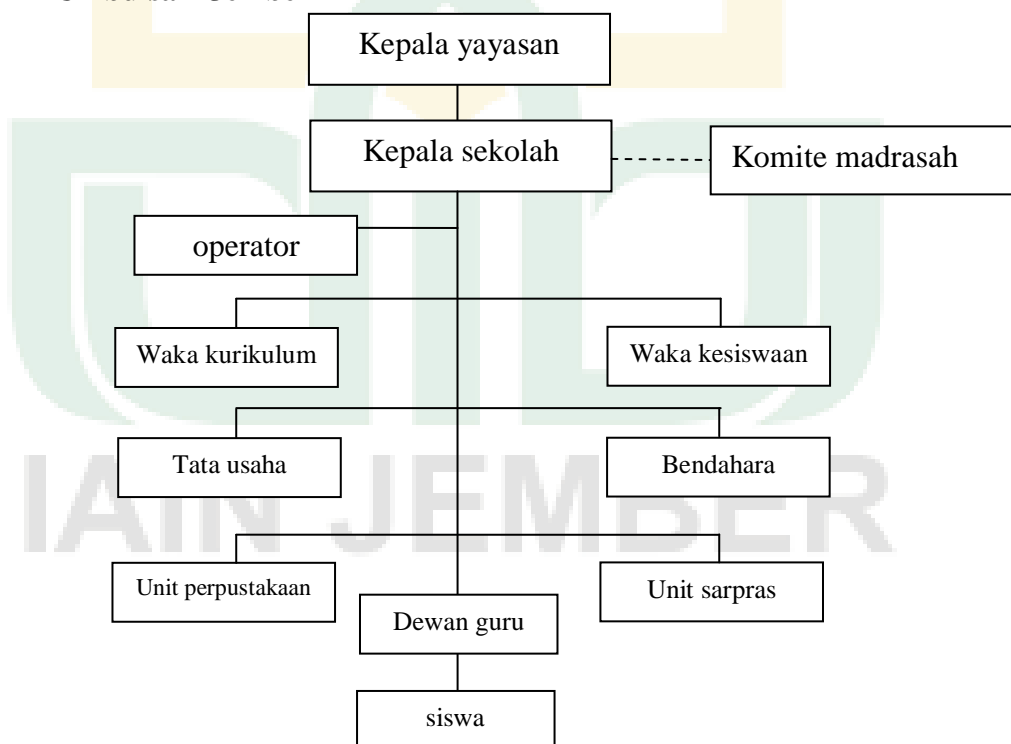 Kepala yayasan
Kepala sekolah
Komite madrasah
operator
Waka kurikulum
Waka kesiswaan
Tata usaha
Bendahara
IAIN JEMBER
Unit perpustakaan
Unit sarpras
Dewan guru
siswa